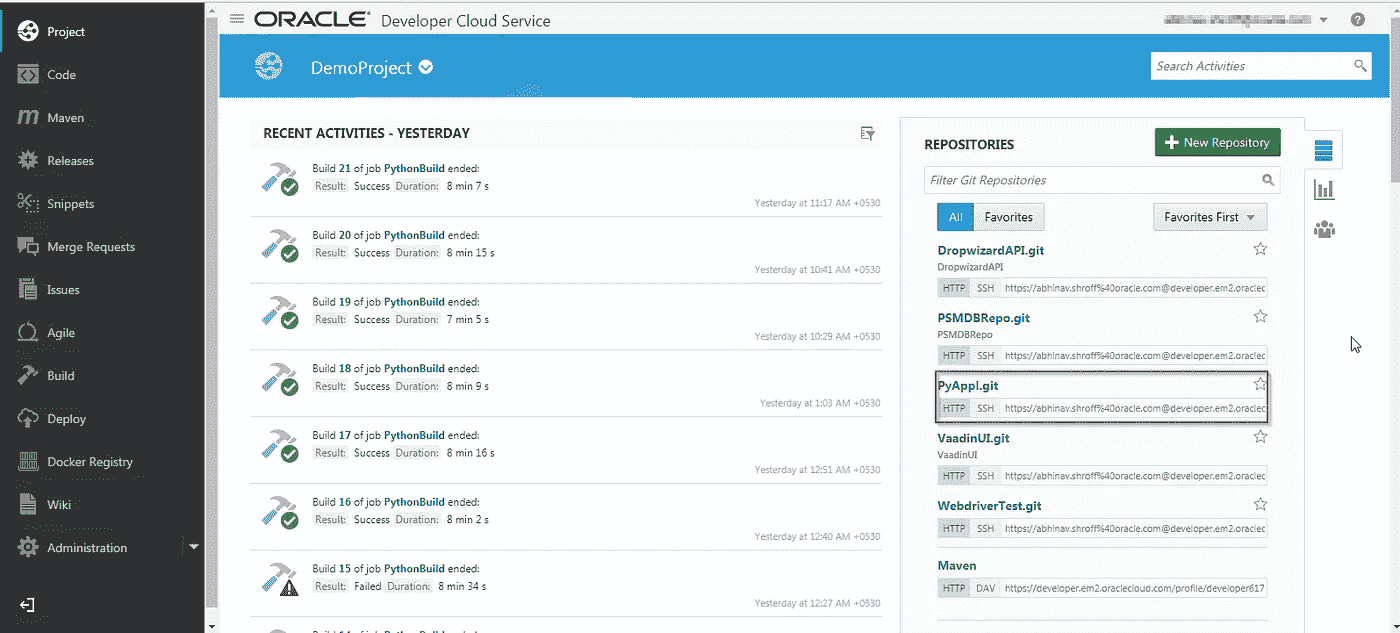 Project
Code
Maven
Releases
Snippets
Merge Requests
Issues
Agile
Build
Deploy
Docker Registry
Wiki
Administration
ORACLE® Developer Cloud Service
DemoProject
Search Activities
RECENT ACTIVITIES - YESTERDAY
Build 21 of job PythonBuild ended:
Result: Success Duration: 8 min 7 s
Yesterday at 11:17 AM +0530
Build 20 of job PythonBuild ended:
Result: Success Duration: 8 min 15 s
Yesterday at 10:41 AM +0530
Build 19 of job PythonBuild ended:
Result: Success Duration: 7 min 5 s
Yesterday at 10:29 AM +0530
Build 18 of job PythonBuild ended:
Result: Success Duration: 8 min 9 s
Yesterday at 1:03 AM +0530
Build 17 of job PythonBuild ended:
Result: Success Duration: 8 min 16 s
Yesterday at 12:51 AM +0530
Build 16 of job PythonBuild ended:
Result: Success Duration: 8 min 2 s
Yesterday at 12:40 AM +0530
Build 15 of job PythonBuild ended:
Result: Failed Duration: 8 min 34 s
Yesterday at 12:27 AM +0530
REPOSITORIES
New Repository
Filter Git Repositories
All Favorites Favorites First
DropwizardAPI.git
DropwizardAPI
HTTP SSH https://abhinav.shroff%40oracle.com@developer.em2.oraclec
PSMDBRepo.git
PSMDBRepo
HTTP SSH https://abhinav.shroff%40oracle.com@developer.em2.oraclec
PyAppl.git
HTTP SSH https://abhinav.shroff%40oracle.com@developer.em2.oraclec
VaadinUI.git
VaadinUI
HTTP SSH https://abhinav.shroff%40oracle.com@developer.em2.oraclec
WebdriverTest.git
HTTP SSH https://abhinav.shroff%40oracle.com@developer.em2.oraclec
Maven
HTTP DAV https://developer.em2.oraclecloud.com/profile/developer617